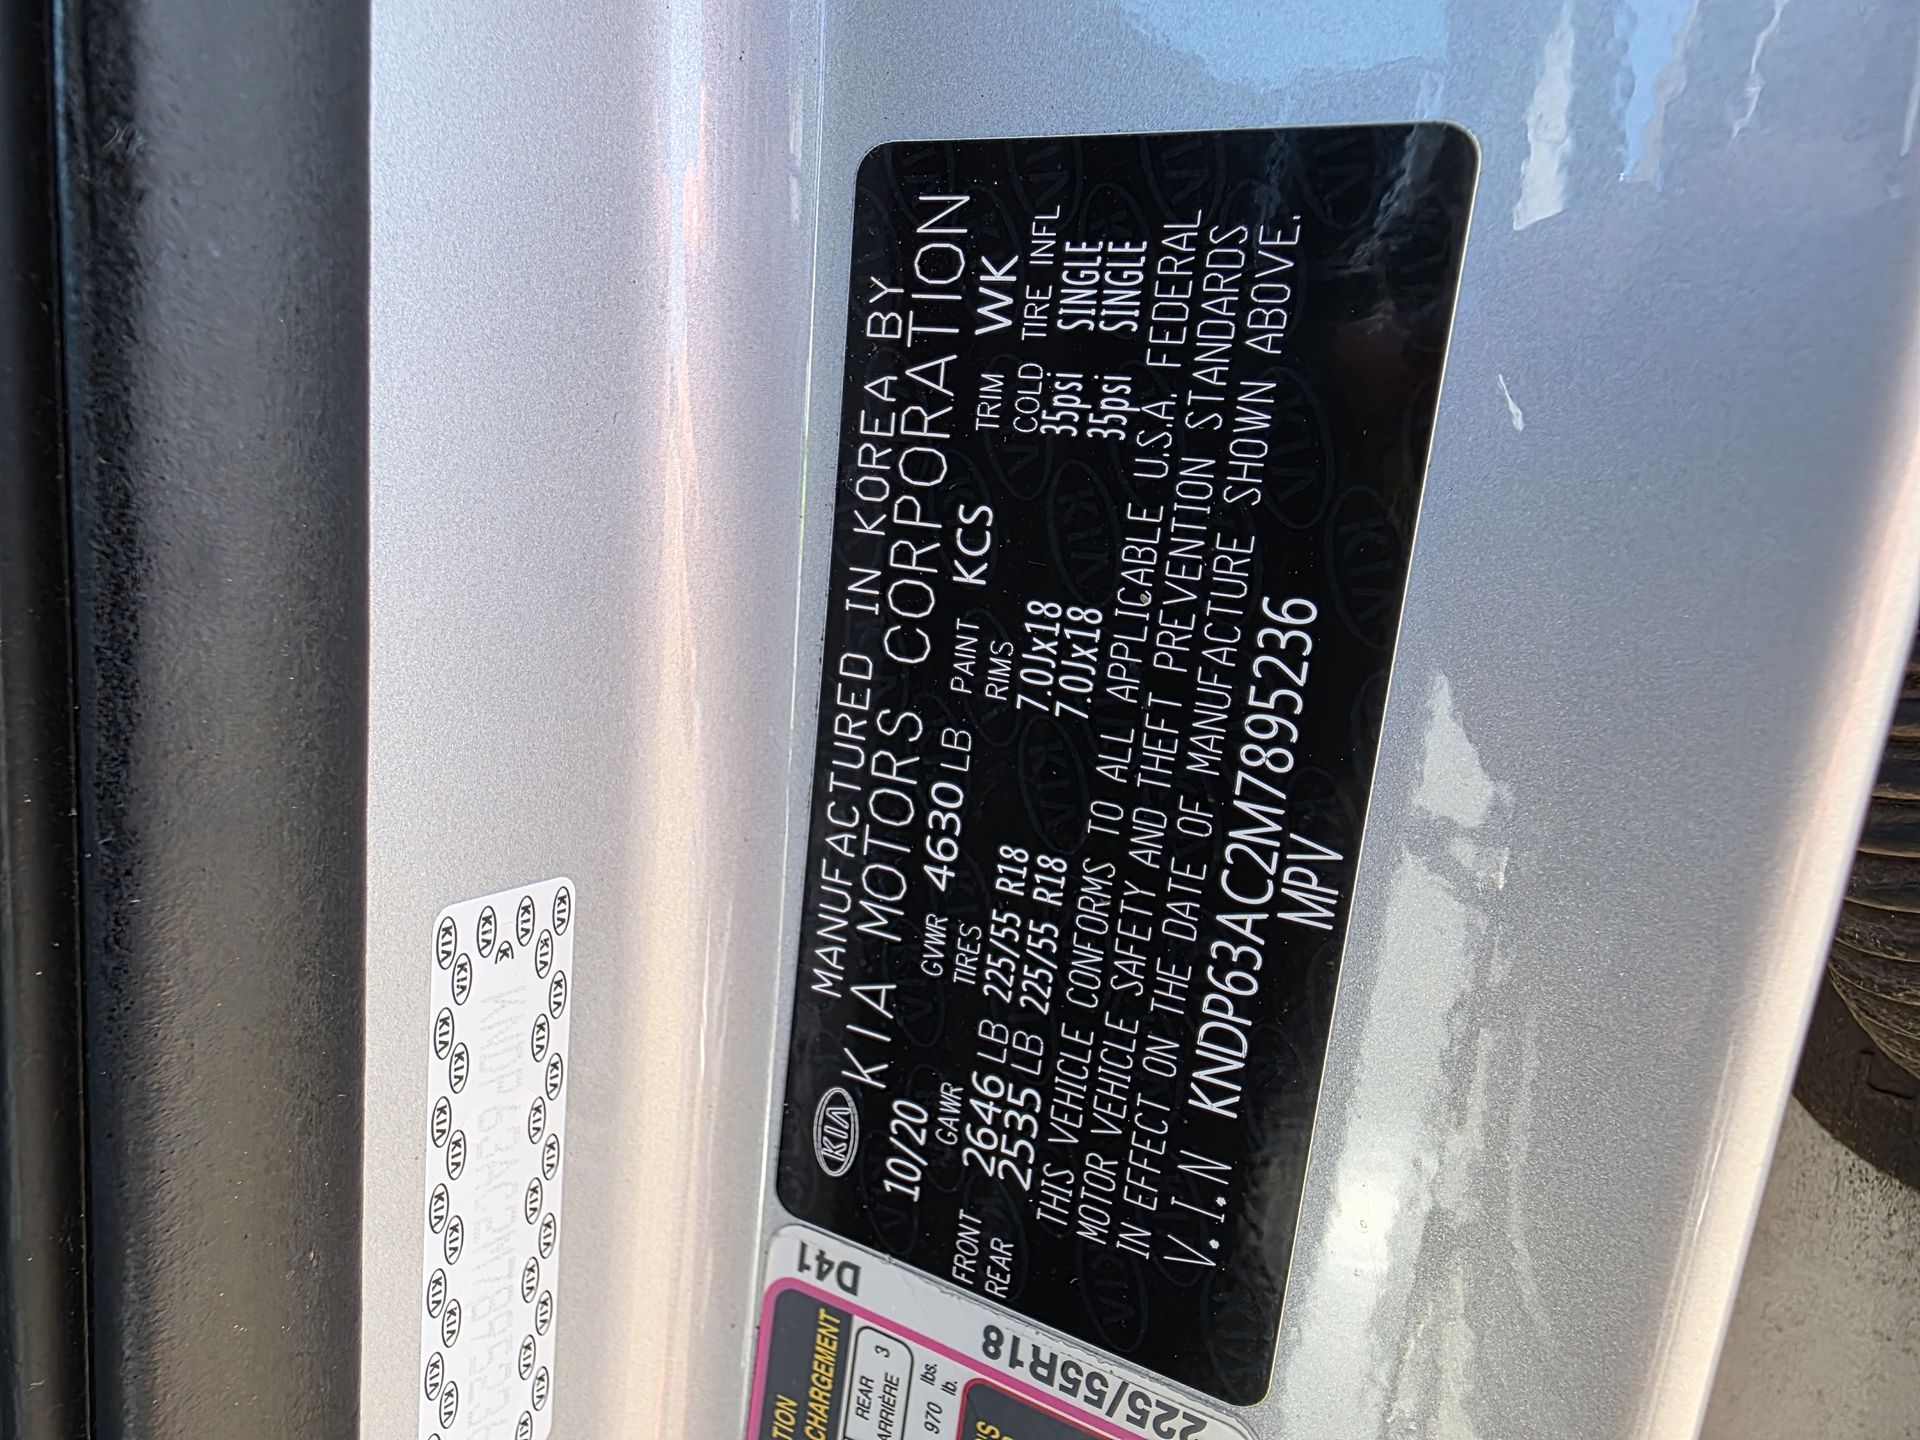 KIA
MANUFACTURED IN KOREA BY
KIA MOTORS CORPORATION
10/20 GVWR 4630LB PAINT KCS TRIM WK
GAWR TIRES RIMS COLD TIRE INFL
FRONT 2646 LB 225/55 R18 7.0Jx18 35psi SINGLE
REAR 2535 LB 225/55 R18 7.0Jx18 35psi SINGLE
THIS VEHICLE CONFORMS TO ALL APPLICABLE U.S.A. FEDERAL
MOTOR VEHICLE SAFETY AND THEFT PREVENTION STANDARDS
IN EFFECT ON THE DATE OF MANUFACTURE SHOWN ABOVE.
V.I.N KNDP63AC2M7895236
MPV
D41
CHARGEMENT
REAR 3
ARRIÈRE
970 lbs.
lb.
225/55R18